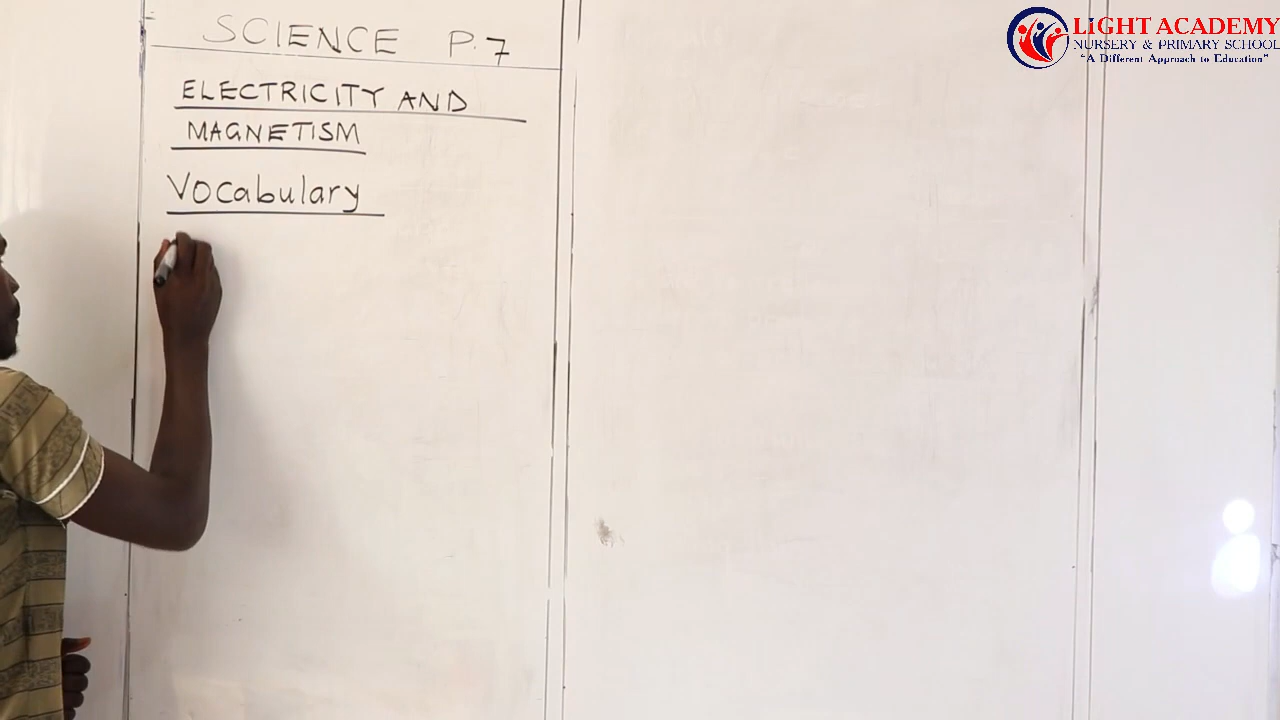 SCIENCE P.7
ELECTRICITY AND
MAGNETISM
Vocabulary
LIGHT ACADEMY
NURSERY & PRIMARY SCHOOL
"A Different Approach to Education"